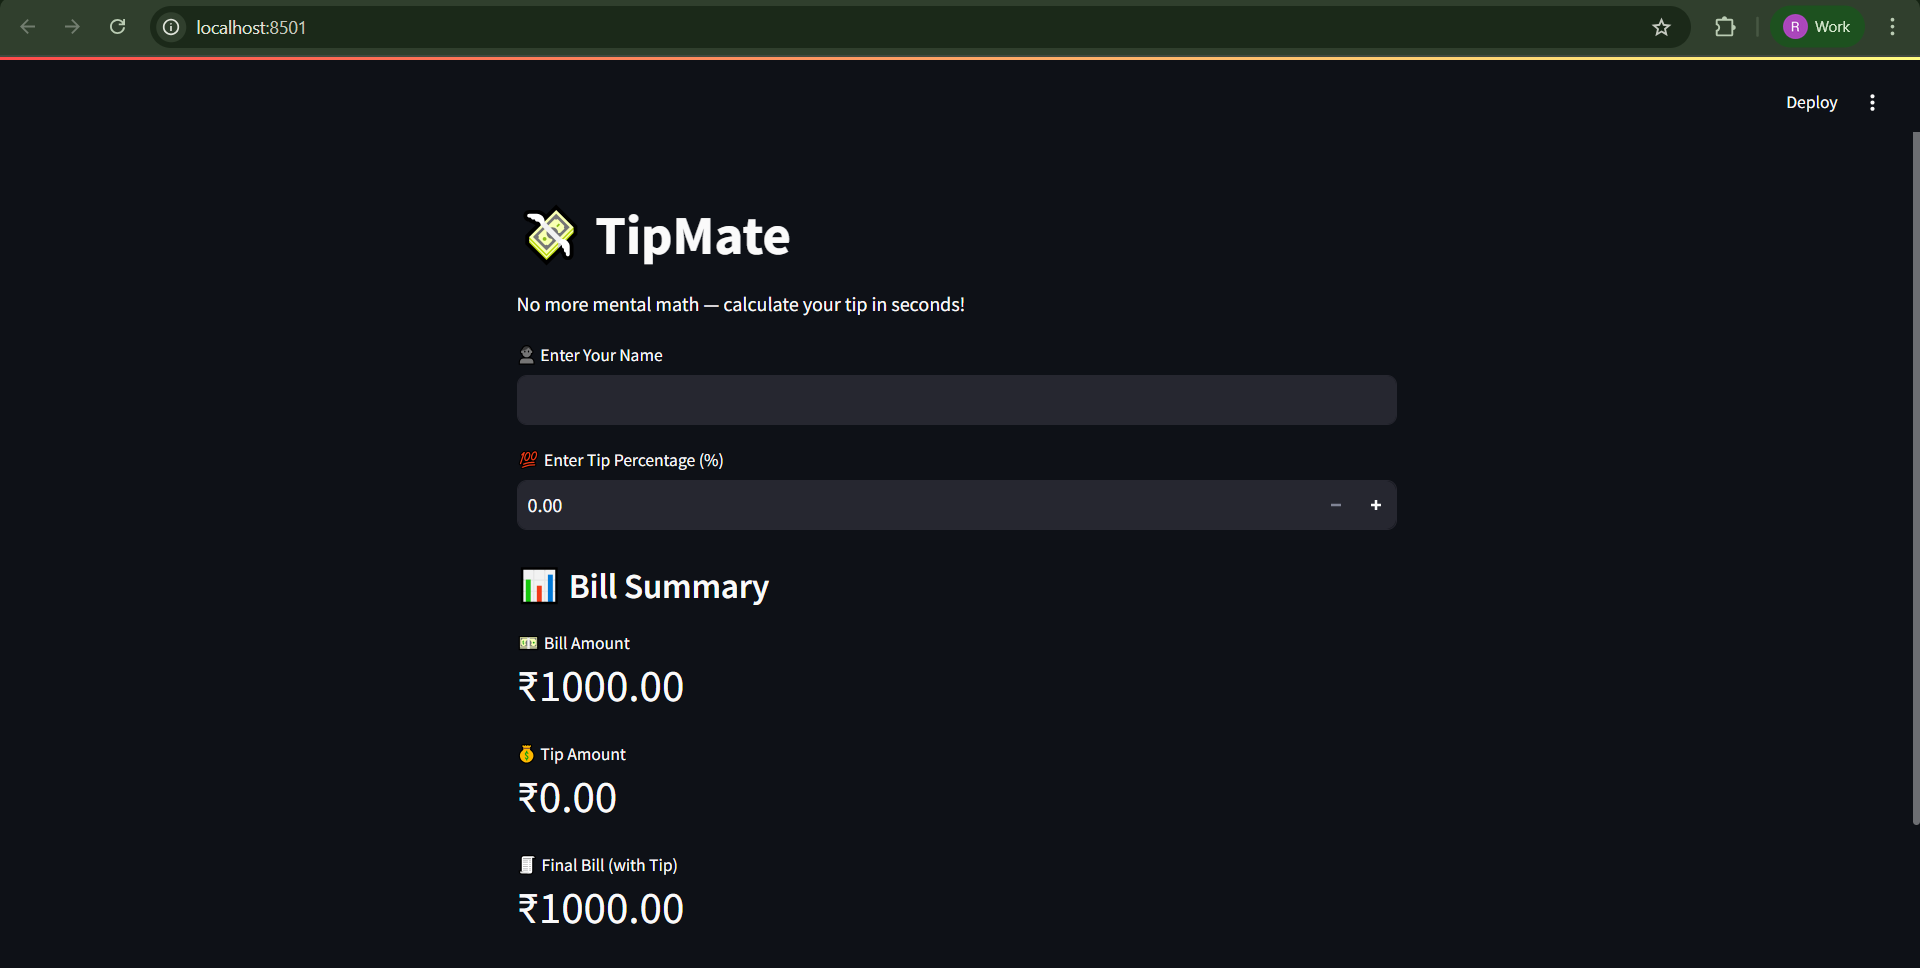 localhost:8501
R Work
Deploy
TipMate
No more mental math — calculate your tip in seconds!
Enter Your Name
💯 Enter Tip Percentage (%)
0.00
Bill Summary
Bill Amount
₹1000.00
Tip Amount
₹0.00
Final Bill (with Tip)
₹1000.00